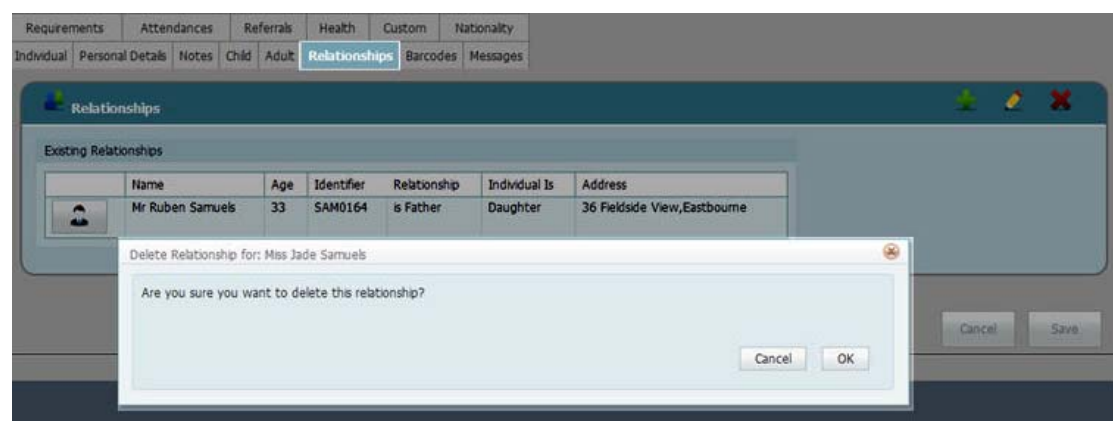 Requirements Attendances Referrals Health Custom Nationality
Individual Personal Details Notes Child Adult Relationships Barcodes Messages
Relationships
Existing Relationships
Name Age Identifier Relationship Individual Is Address
Mr Ruben Samuels 33 SAM0164 is Father Daughter 36 Fieldside View,Eastbourne
Delete Relationship for: Miss Jade Samuels
Are you sure you want to delete this relationship?
Cancel Save
Cancel OK